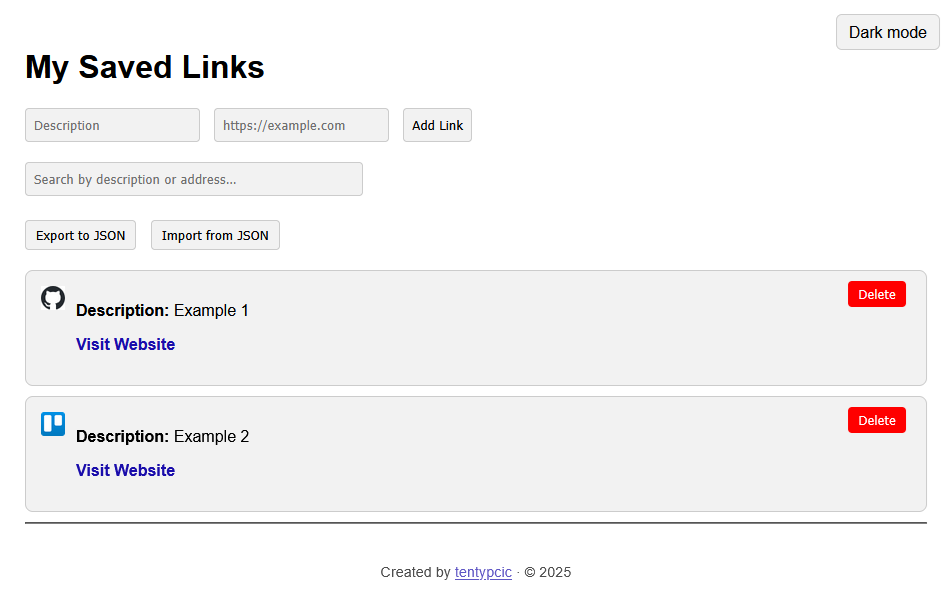 Dark mode
My Saved Links
Description https://example.com Add Link
Search by description or address...
Export to JSON Import from JSON
Description: Example 1 Delete
Visit Website
Description: Example 2 Delete
Visit Website
Created by tentypcic · © 2025